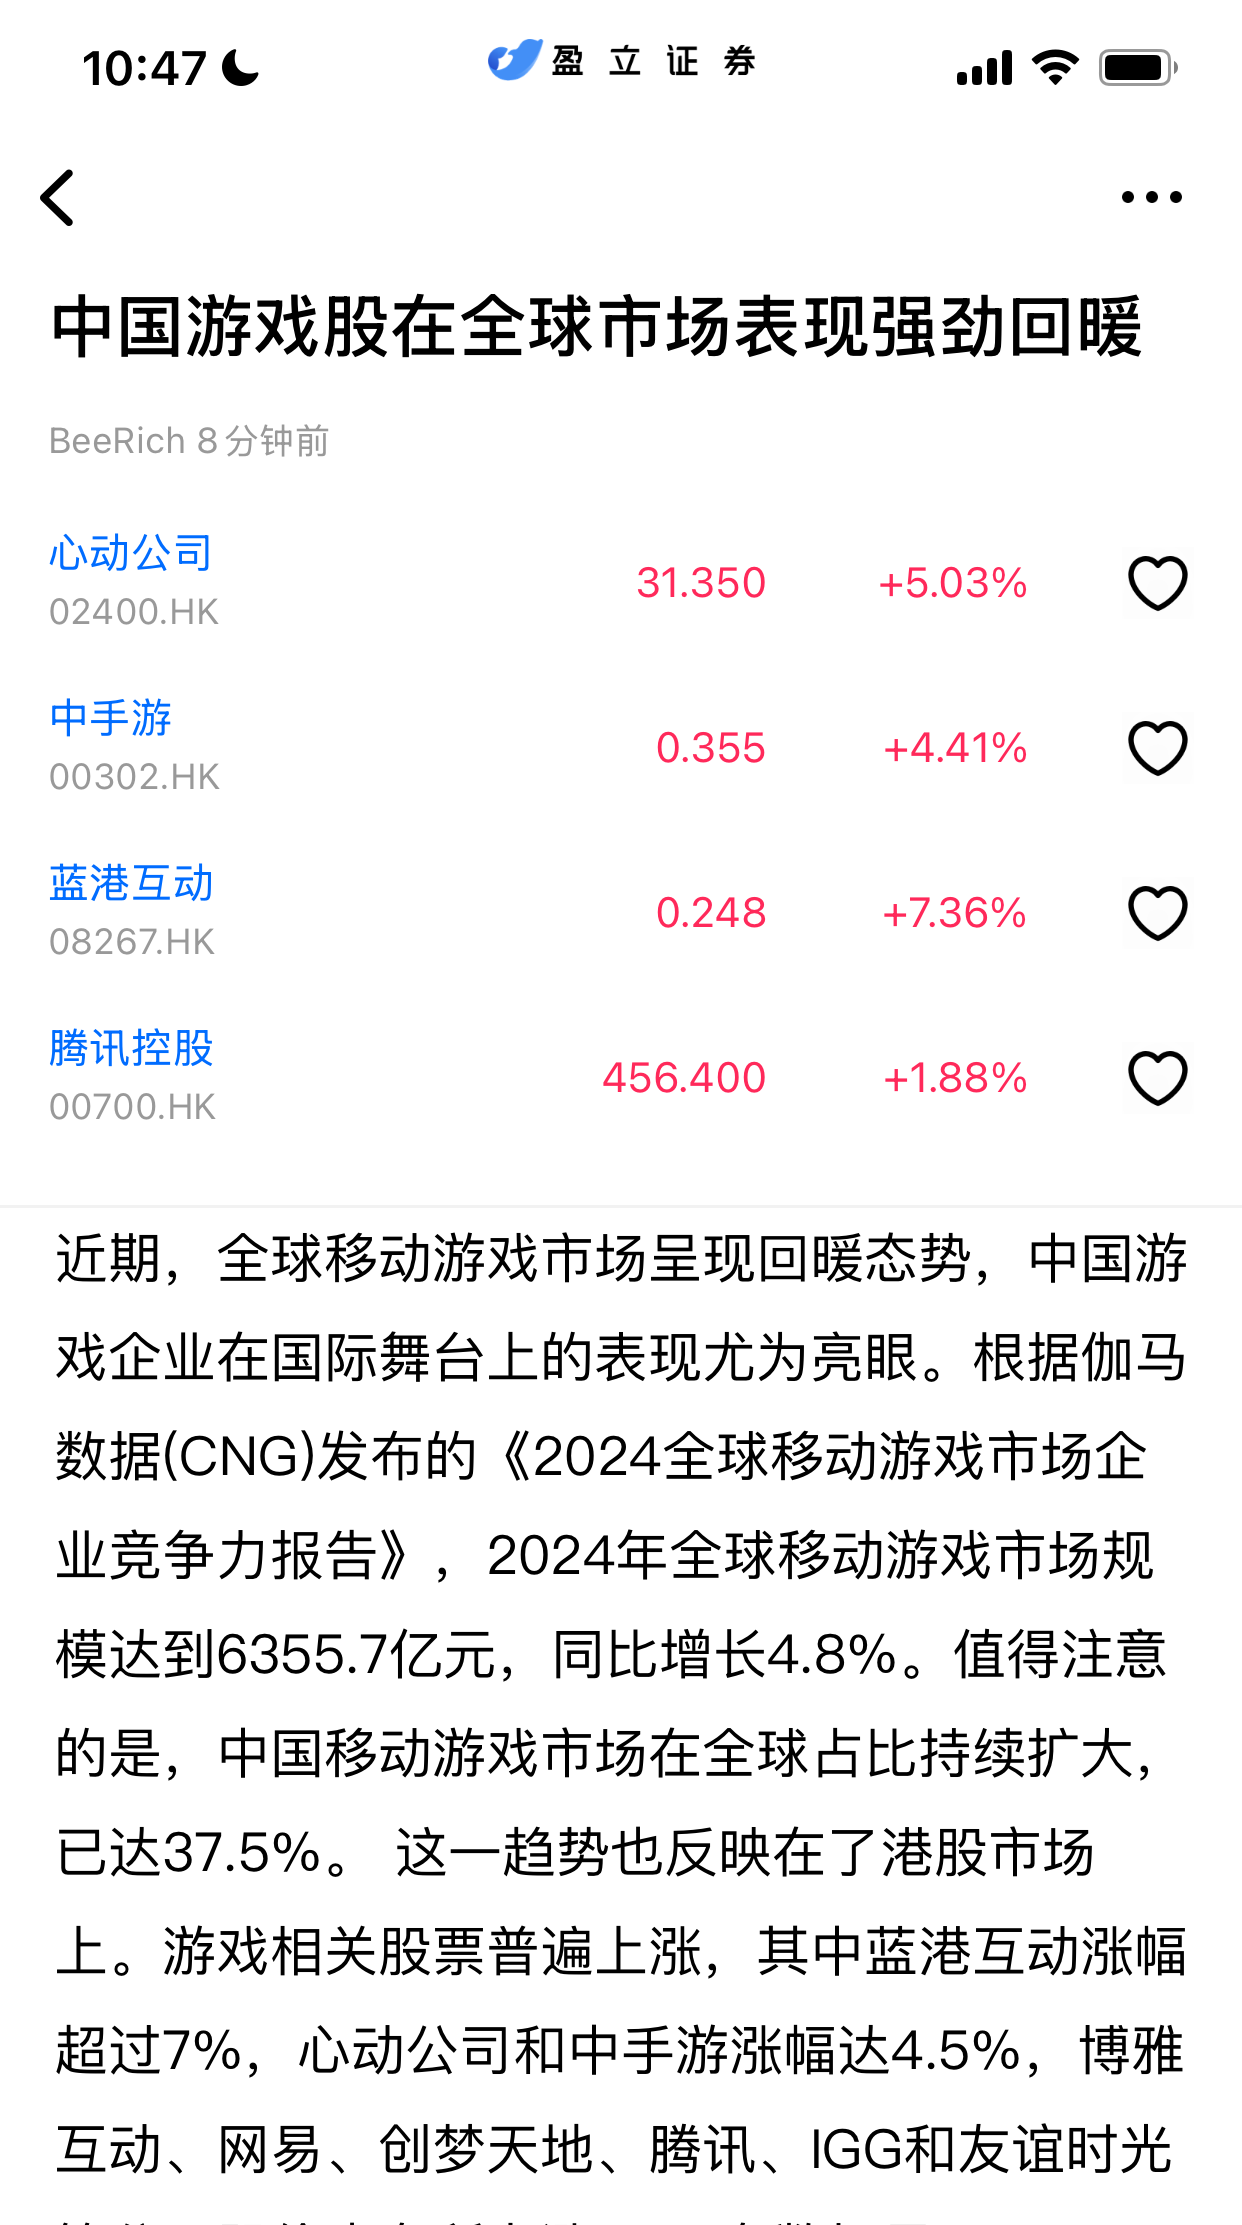 10:47
盈立证券
中国游戏股在全球市场表现强劲回暖
BeeRich 8分钟前
心动公司
02400.HK
31.350
+5.03%
中手游
00302.HK
0.355
+4.41%
蓝港互动
08267.HK
0.248
+7.36%
腾讯控股
00700.HK
456.400
+1.88%
近期，全球移动游戏市场呈现回暖态势，中国游
戏企业在国际舞台上的表现尤为亮眼。根据伽马
数据(CNG)发布的《2024全球移动游戏市场企
业竞争力报告》，2024年全球移动游戏市场规
模达到6355.7亿元，同比增长4.8%。值得注意
的是，中国移动游戏市场在全球占比持续扩大，
已达37.5%。 这一趋势也反映在了港股市场
上。游戏相关股票普遍上涨，其中蓝港互动涨幅
超过7%，心动公司和中手游涨幅达4.5%，博雅
互动、网易、创梦天地、腾讯、IGG和友谊时光